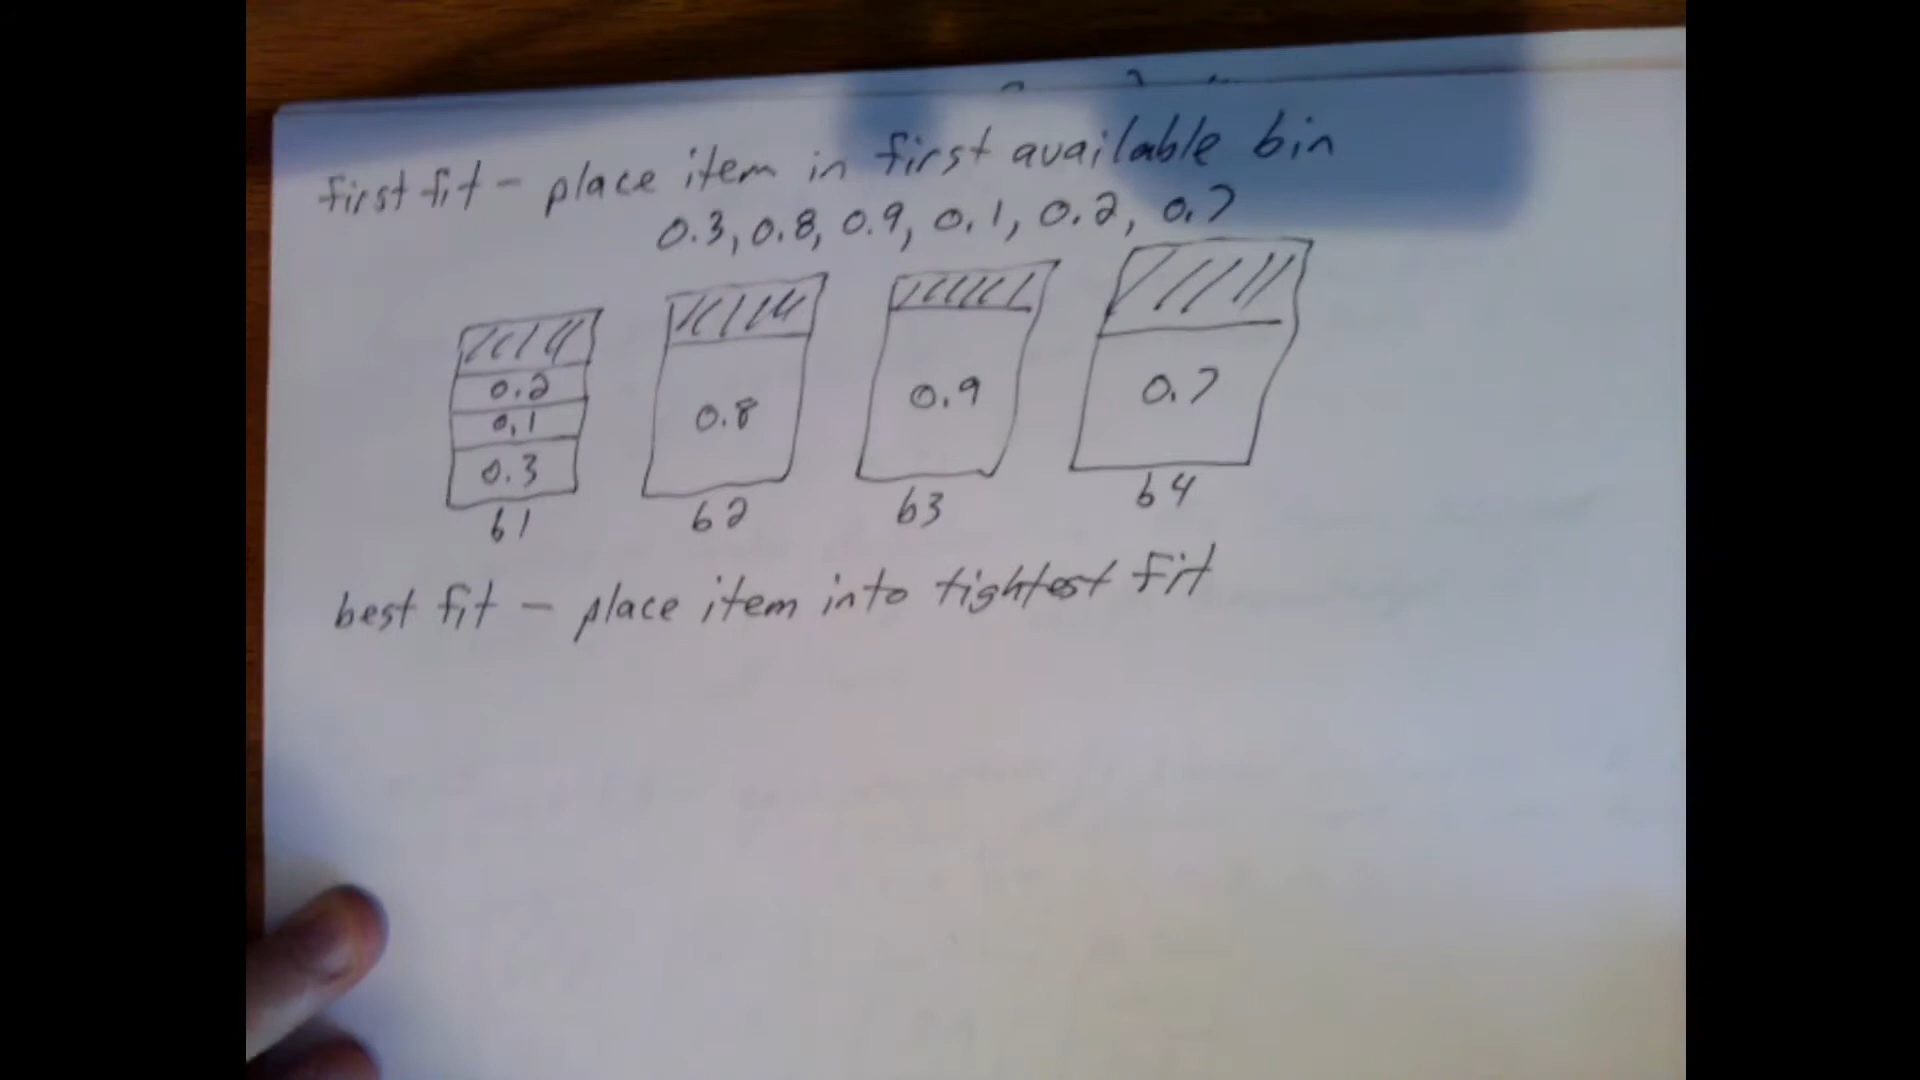 first fit - place item in first available bin
0.3, 0.8, 0.9, 0.1, 0.2, 0.7
0.2
0.1
0.3
b1
0.8
b2
0.9
b3
0.7
b4
best fit - place item into tightest fit